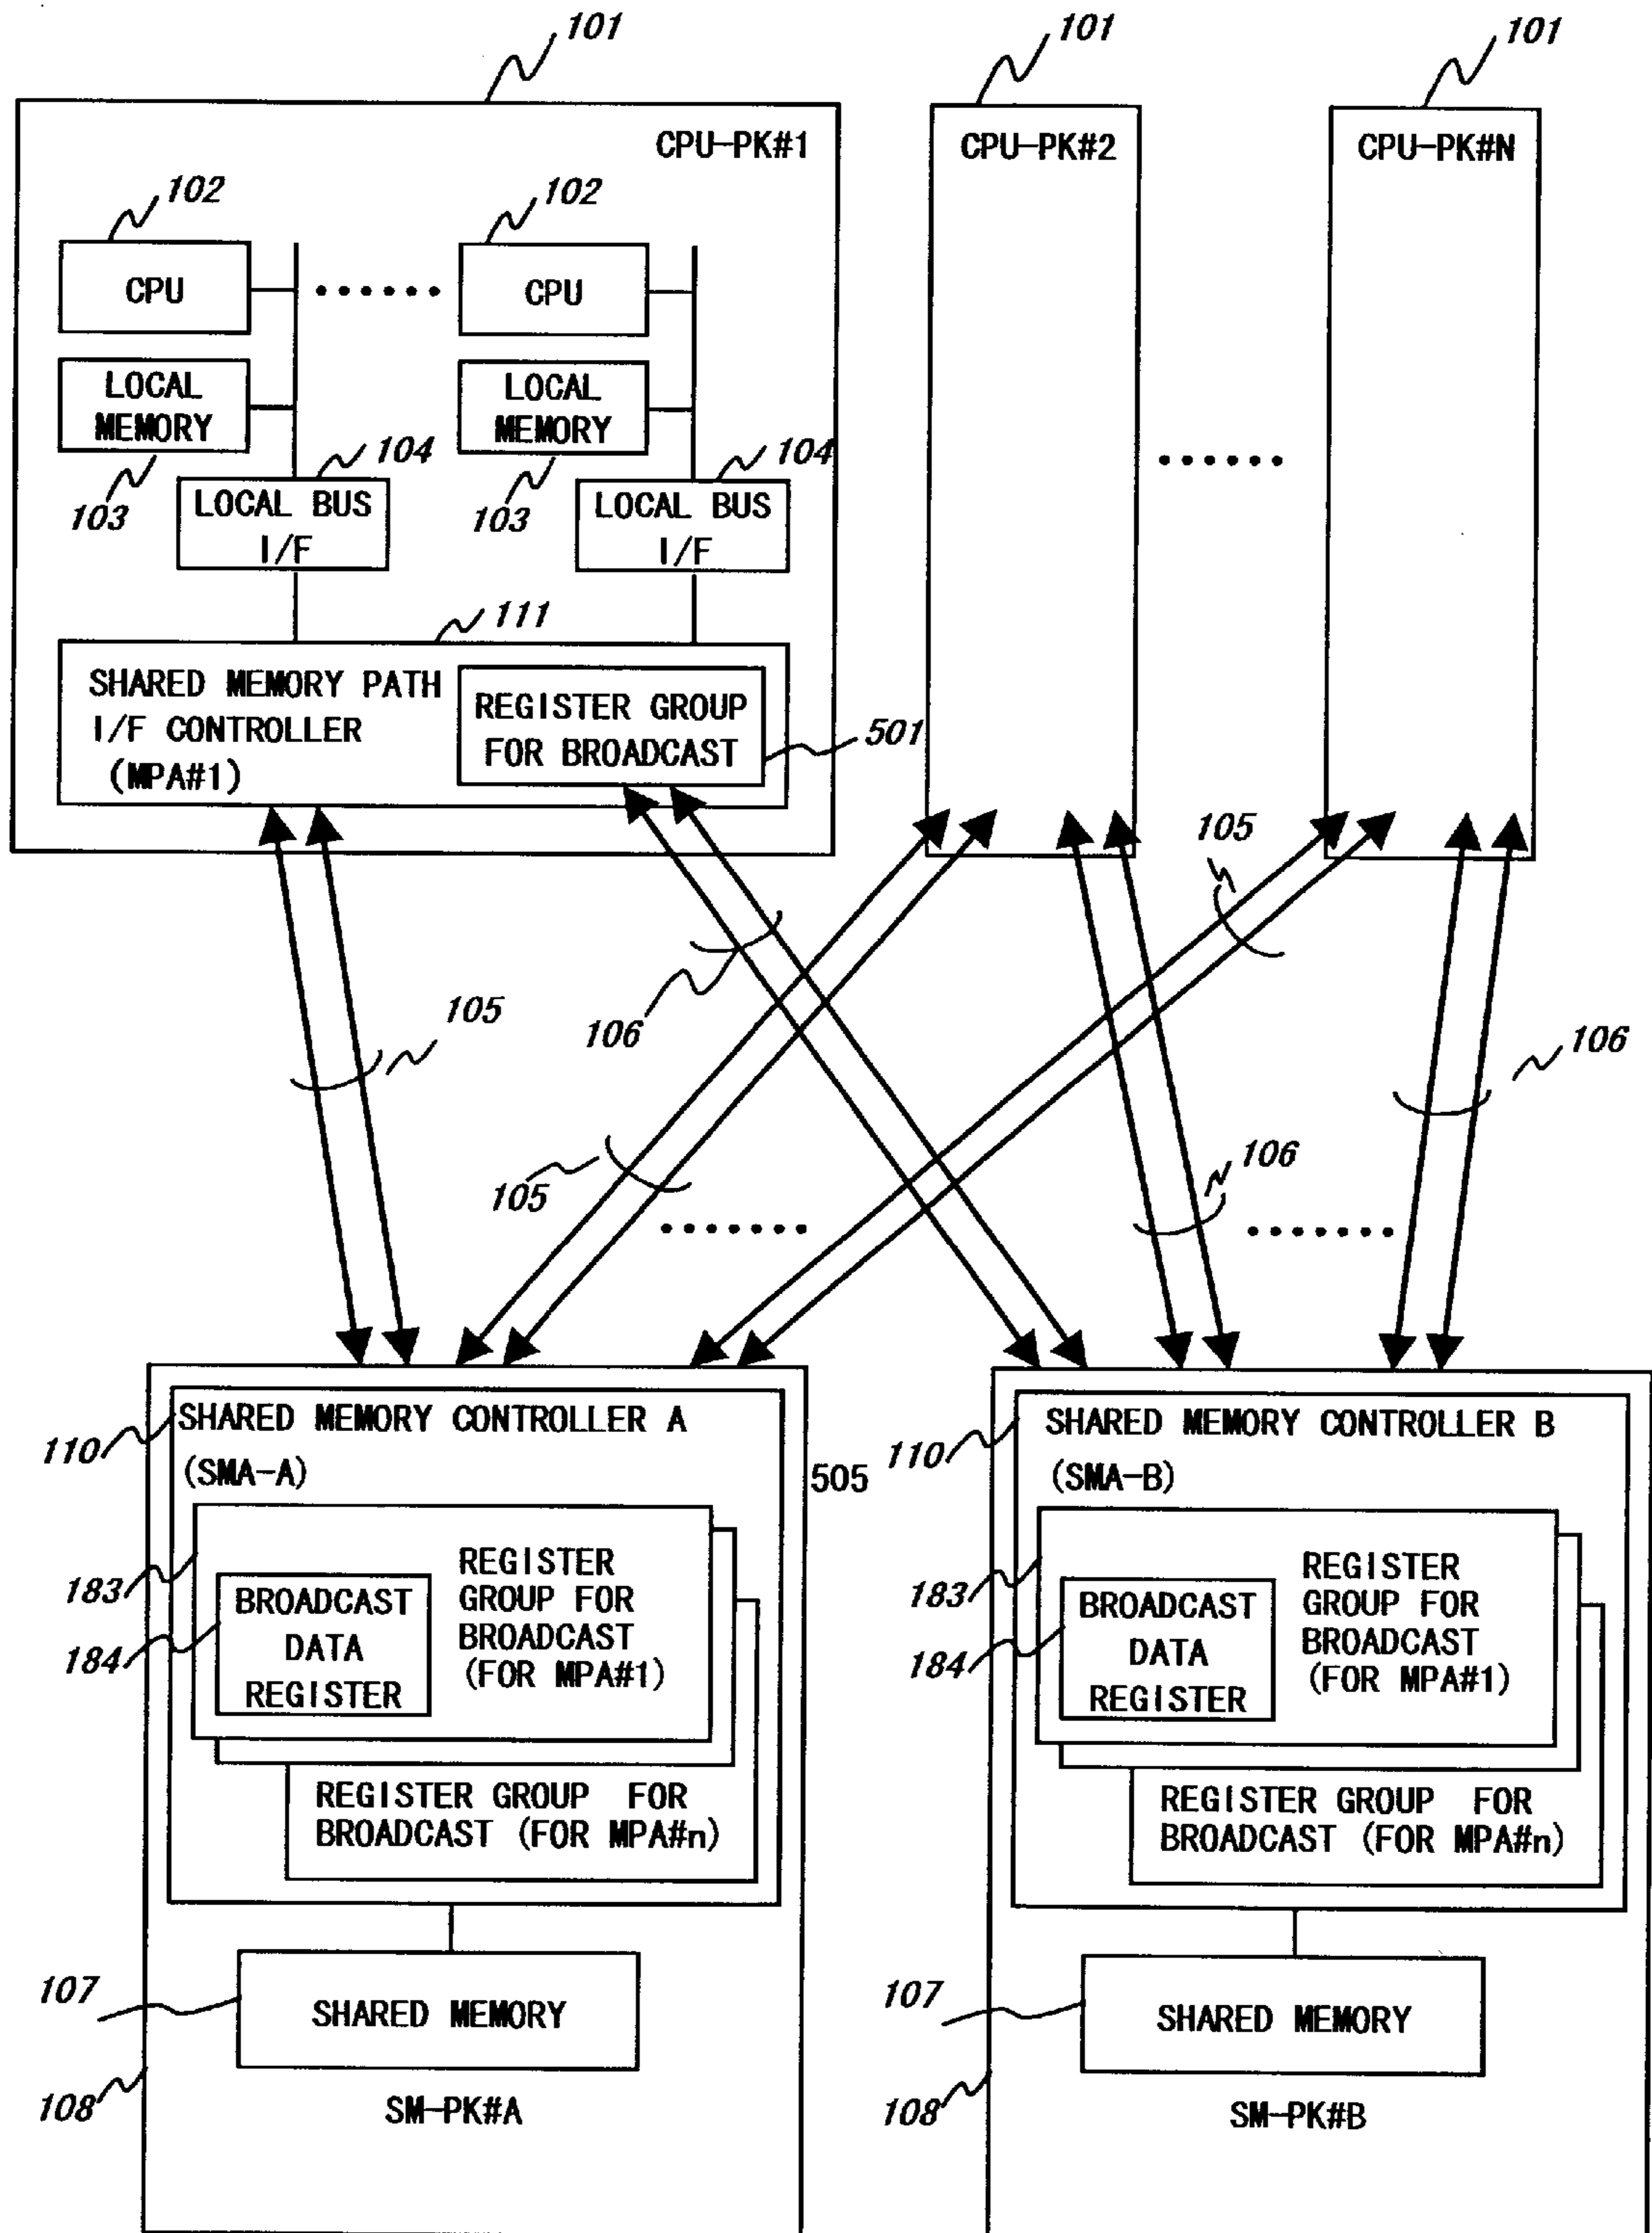 101
101
101
CPU-PK#1
CPU-PK#2
CPU-PK#N
102
102
CPU
CPU
LOCAL
MEMORY
LOCAL
MEMORY
103
104
103
104
LOCAL BUS
I/F
LOCAL BUS
I/F
111
SHARED MEMORY PATH
I/F CONTROLLER
(MPA#1)
REGISTER GROUP
FOR BROADCAST
501
105
105
106
106
105
106
SHARED MEMORY CONTROLLER A
(SMA-A)
110
505
183
184
BROADCAST
DATA
REGISTER
REGISTER
GROUP FOR
BROADCAST
(FOR MPA#1)
REGISTER GROUP FOR
BROADCAST (FOR MPA#n)
107
SHARED MEMORY
108
SM-PK#A
SHARED MEMORY CONTROLLER B
(SMA-B)
110
183
184
BROADCAST
DATA
REGISTER
REGISTER
GROUP FOR
BROADCAST
(FOR MPA#1)
REGISTER GROUP FOR
BROADCAST (FOR MPA#n)
107
SHARED MEMORY
108
SM-PK#B